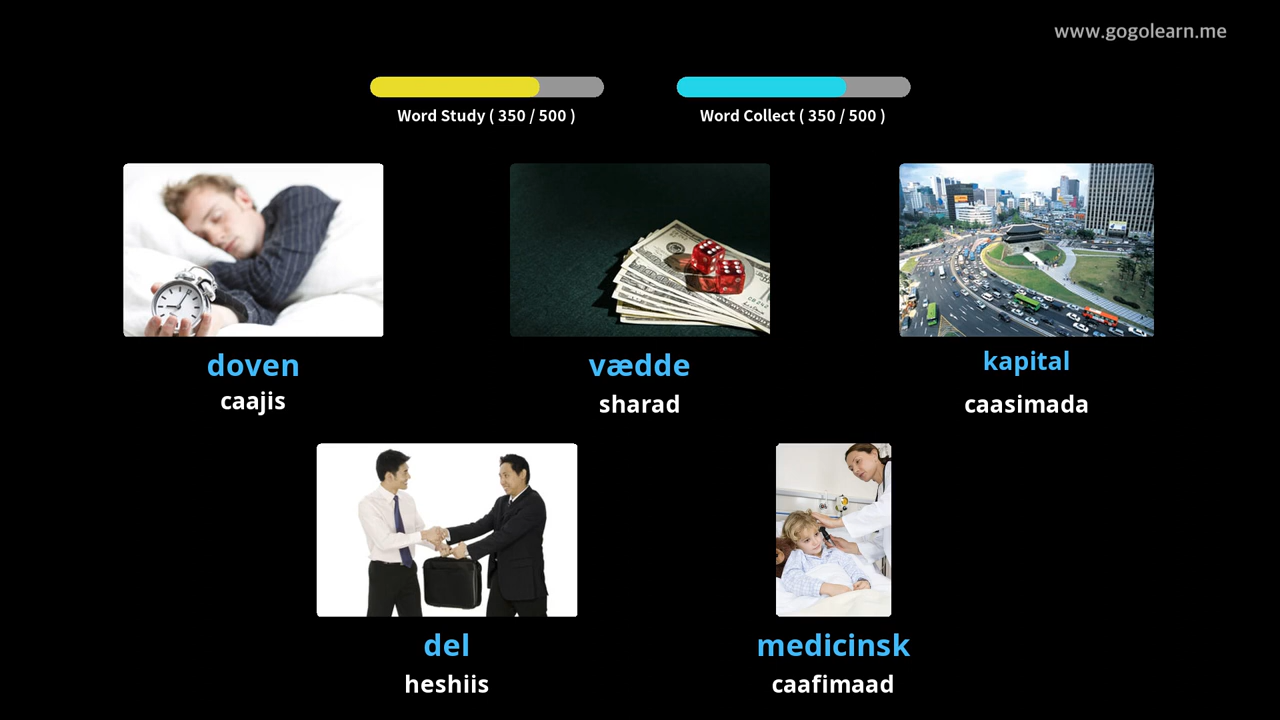 www.gogolearn.me
Word Study ( 350 / 500 )
Word Collect ( 350 / 500 )
doven
caajis
vædde
sharad
kapital
caasimada
del
heshiis
medicinsk
caafimaad